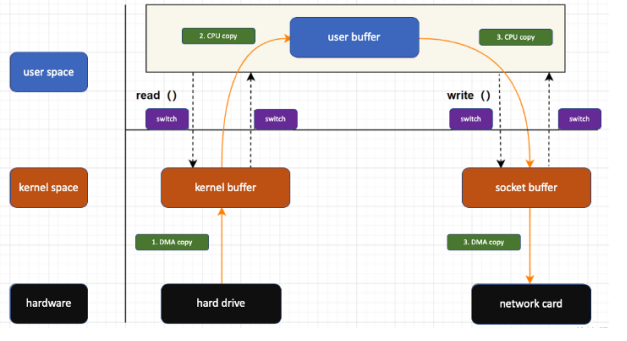 2. CPU copy
user buffer
3. CPU copy
user space
read（）
write（）
switch
switch
switch
switch
kernel space
kernel buffer
socket buffer
1. DMA copy
3. DMA copy
hardware
hard drive
network card